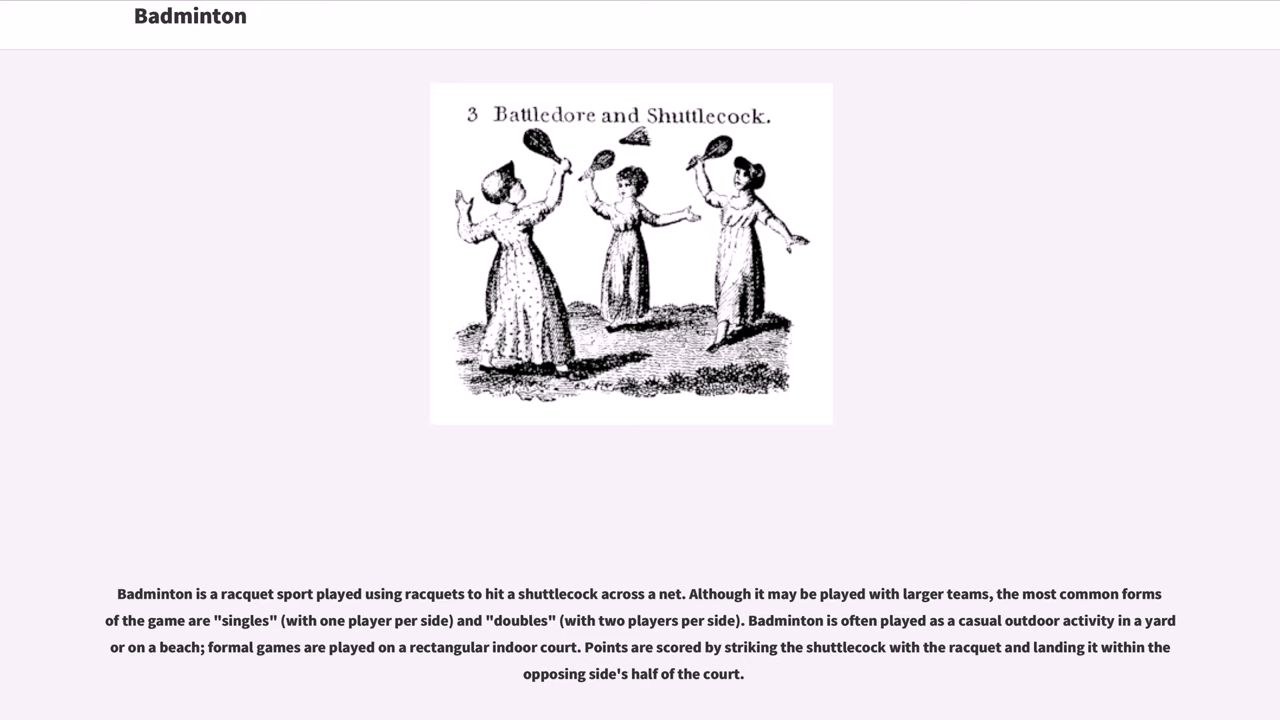 Badminton
3 Battledore and Shuttlecock.
Badminton is a racquet sport played using racquets to hit a shuttlecock across a net. Although it may be played with larger teams, the most common forms
of the game are "singles" (with one player per side) and "doubles" (with two players per side). Badminton is often played as a casual outdoor activity in a yard
or on a beach; formal games are played on a rectangular indoor court. Points are scored by striking the shuttlecock with the racquet and landing it within the
opposing side's half of the court.